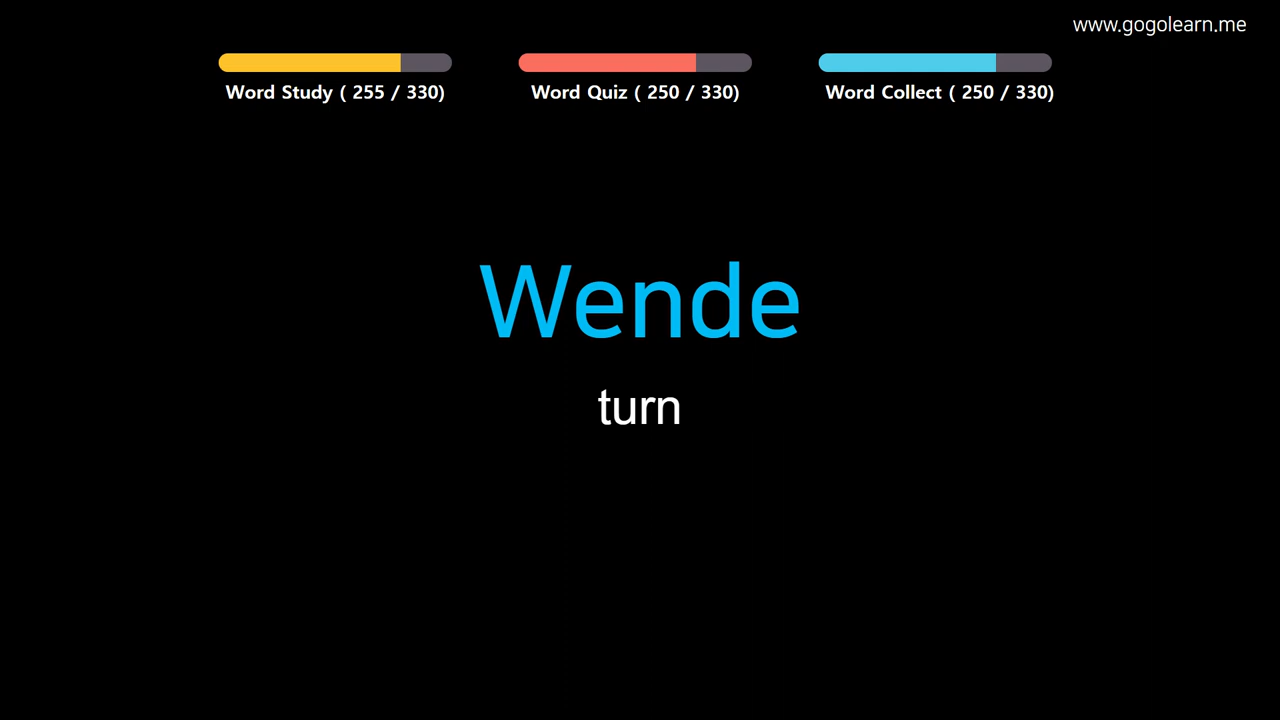 www.gogolearn.me
Word Study ( 255 / 330)
Word Quiz ( 250 / 330)
Word Collect ( 250 / 330)
Wende
turn